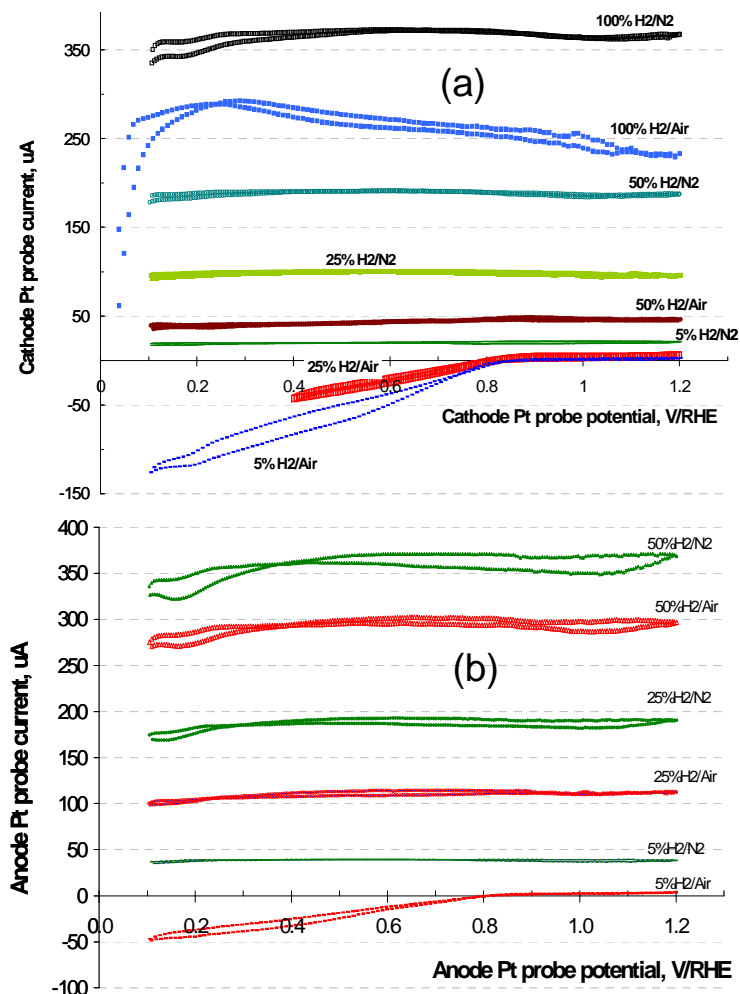 350
250
150
50
-50
-150
0
0.2
0.4
0.6
0.8
1
1.2
Cathode Pt probe current, uA
Cathode Pt probe potential, V/RHE
(a)
100% H2/N2
100% H2/Air
50% H2/N2
25% H2/N2
50% H2/Air
5% H2/N2
25% H2/Air
5% H2/Air
400
350
300
250
200
150
100
50
0
-50
-100
0.0
0.2
0.4
0.6
0.8
1.0
1.2
Anode Pt probe current, uA
Anode Pt probe potential, V/RHE
(b)
50%H2/N2
50%H2/Air
25%H2/N2
25%H2/Air
5%H2/N2
5%H2/Air